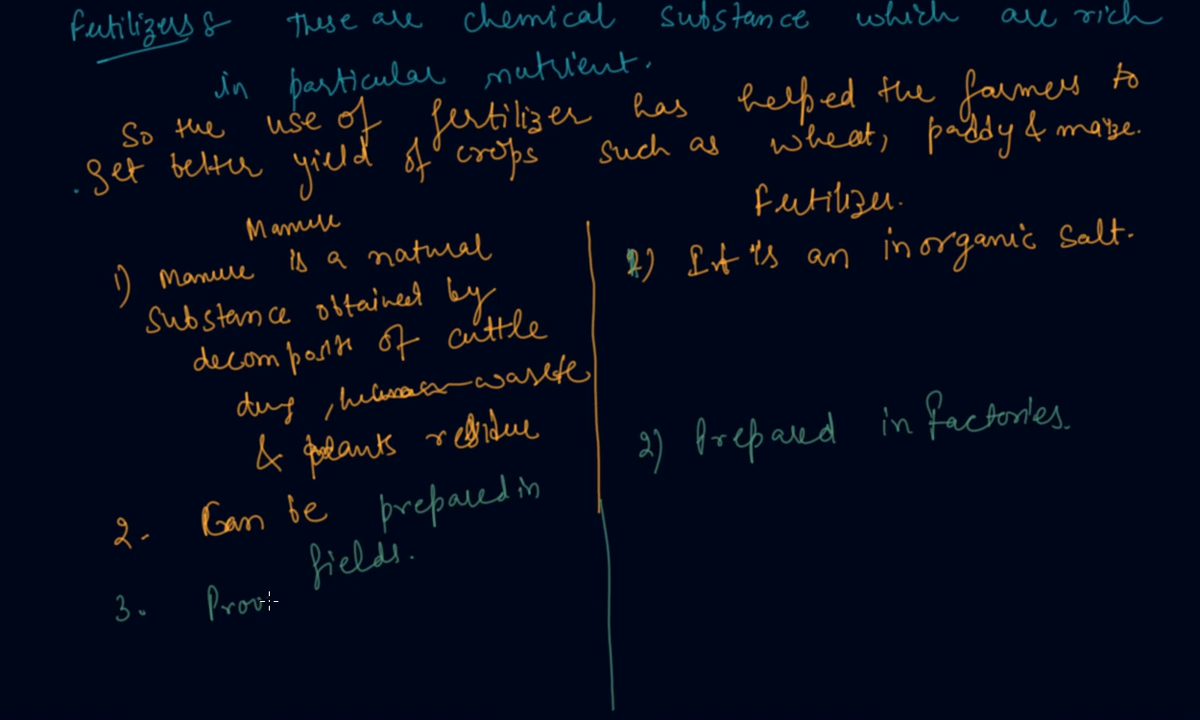 Fertilizers & These are chemical substance which are rich
in particular nutrient.
So the use of fertilizer has helped the farmers to
get better yield of crops such as wheat, paddy & maize.
Manure
1) Manure is a natural
substance obtained by
of cattle
dung, human waste
& plants residue
2. Can be prepared in
fields.
3. Prov
Fertilizer.
1) It is an inorganic salt.
2) Prepared in factories.